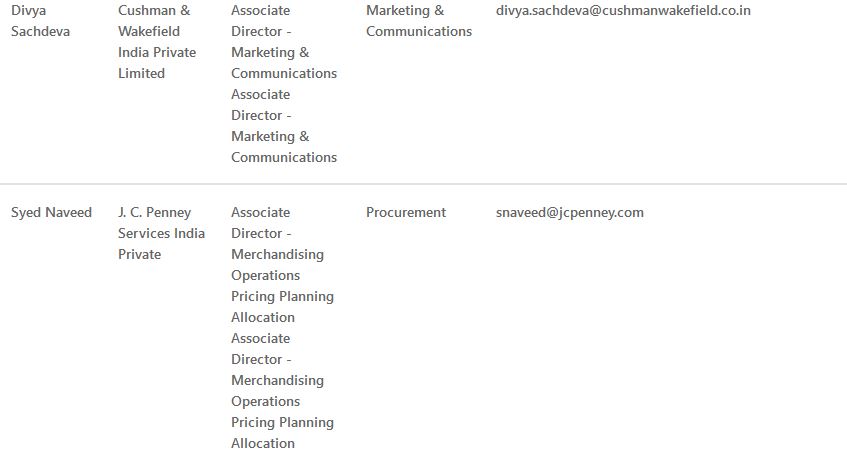 Divya Cushman & Associate Marketing & divya.sachdeva@cushmanwakefield.co.in
Sachdeva Wakefield Director - Communications
India Private Marketing &
Limited Communications
Associate
Director -
Marketing &
Communications
Syed Naveed J. C. Penney Associate Procurement snaveed@jcpenney.com
Services India Director -
Private Merchandising
Operations
Pricing Planning
Allocation
Associate
Director -
Merchandising
Operations
Pricing Planning
Allocation